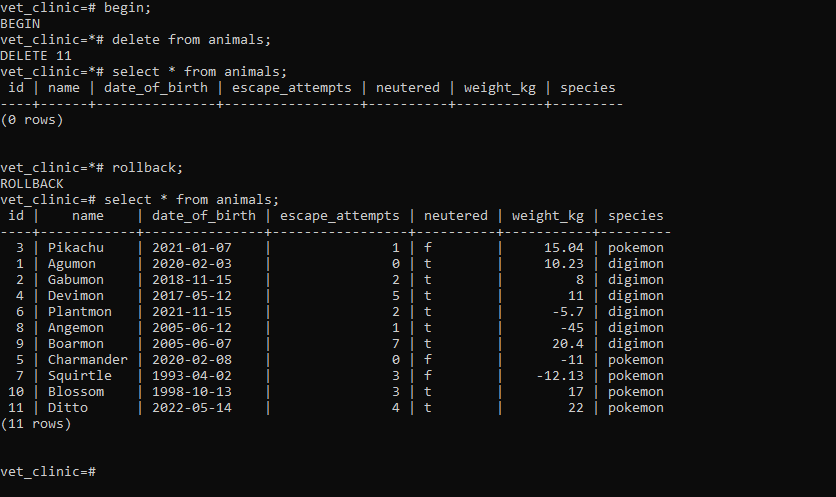 vet_clinic=# begin;
BEGIN
vet_clinic=*# delete from animals;
DELETE 11
vet_clinic=*# select * from animals;
 id | name | date_of_birth | escape_attempts | neutered | weight_kg | species
----+------+---------------+-----------------+----------+-----------+---------
(0 rows)
vet_clinic=*# rollback;
ROLLBACK
vet_clinic=# select * from animals;
 id |    name    | date_of_birth | escape_attempts | neutered | weight_kg | species
----+------------+---------------+-----------------+----------+-----------+---------
  3 | Pikachu    | 2021-01-07    |               1 | f        |     15.04 | pokemon
  1 | Agumon     | 2020-02-03    |               0 | t        |     10.23 | digimon
  2 | Gabumon    | 2018-11-15    |               2 | t        |         8 | digimon
  4 | Devimon    | 2017-05-12    |               5 | t        |        11 | digimon
  6 | Plantmon   | 2021-11-15    |               2 | t        |      -5.7 | digimon
  8 | Angemon    | 2005-06-12    |               1 | t        |       -45 | digimon
  9 | Boarmon    | 2005-06-07    |               7 | t        |      20.4 | digimon
  5 | Charmander | 2020-02-08    |               0 | f        |       -11 | pokemon
  7 | Squirtle   | 1993-04-02    |               3 | f        |    -12.13 | pokemon
 10 | Blossom    | 1998-10-13    |               3 | t        |        17 | pokemon
 11 | Ditto      | 2022-05-14    |               4 | t        |        22 | pokemon
(11 rows)
vet_clinic=#